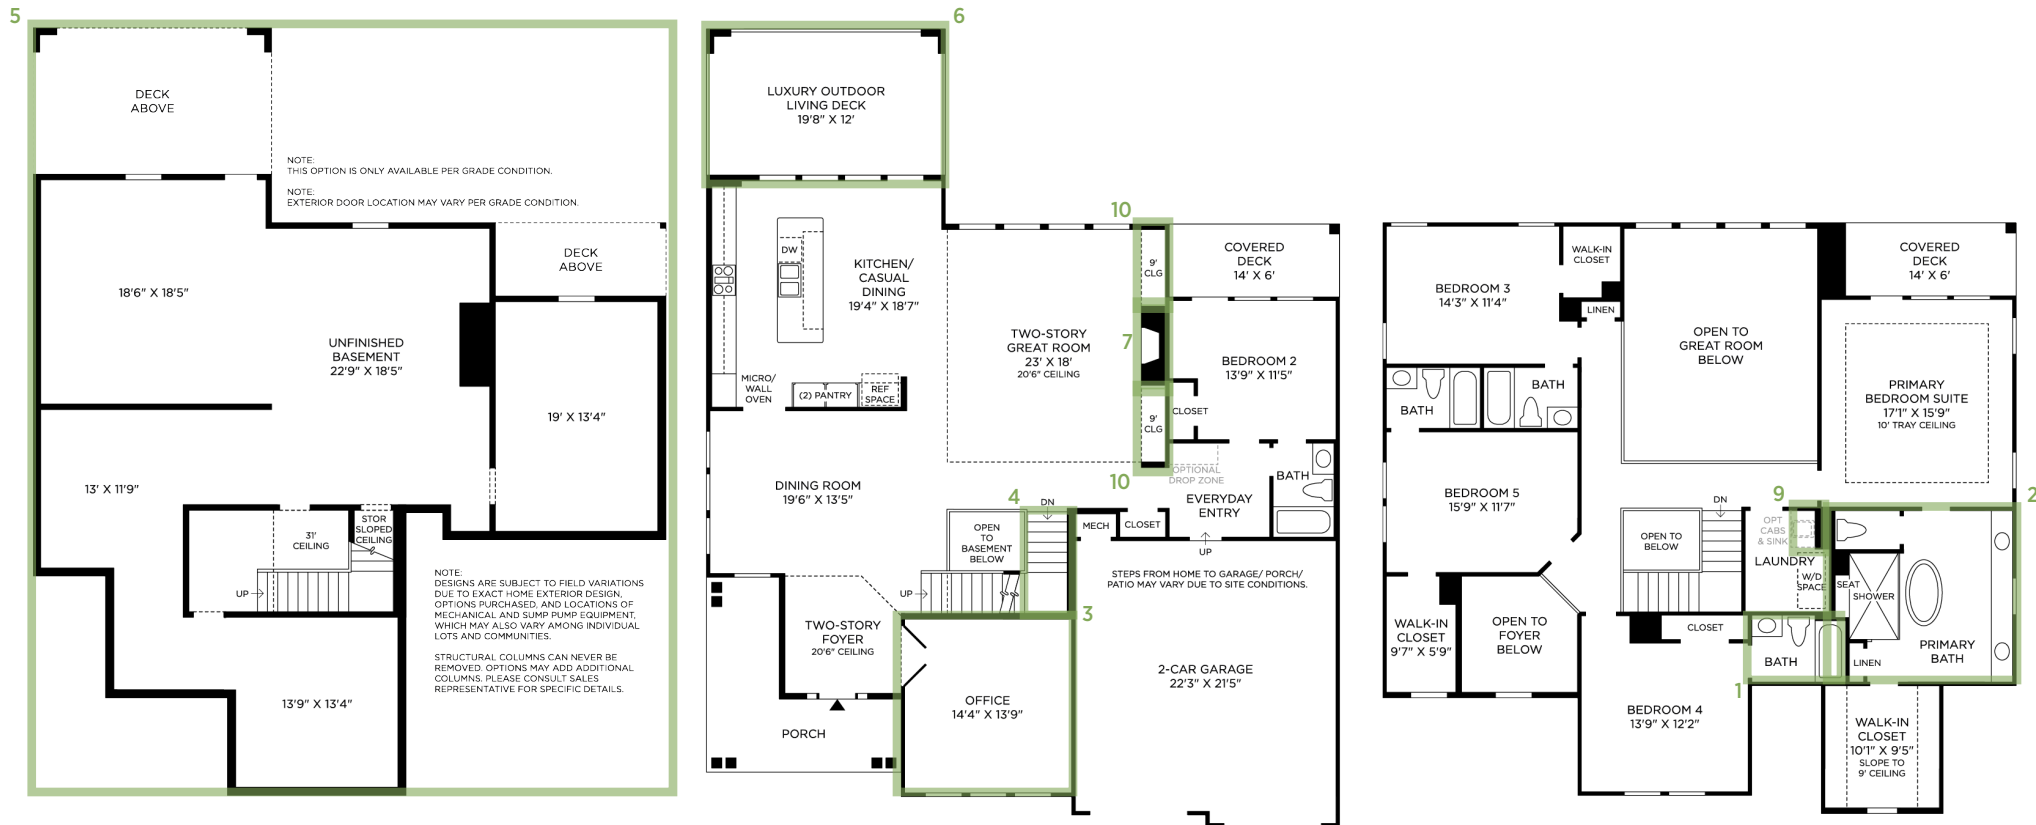 5
DECK
ABOVE
NOTE:
THIS OPTION IS ONLY AVAILABLE PER GRADE CONDITION.
NOTE:
EXTERIOR DOOR LOCATION MAY VARY PER GRADE CONDITION.
DECK
ABOVE
18'6" X 18'5"
UNFINISHED
BASEMENT
22'9" X 18'5"
19' X 13'4"
13' X 11'9"
31'
CEILING
STOR
SLOPED
CEILING
UP
NOTE:
DESIGNS ARE SUBJECT TO FIELD VARIATIONS
DUE TO EXACT HOME EXTERIOR DESIGN,
OPTIONS PURCHASED, AND LOCATIONS OF
MECHANICAL AND SUMP PUMP EQUIPMENT,
WHICH MAY ALSO VARY AMONG INDIVIDUAL
LOTS AND COMMUNITIES.
STRUCTURAL COLUMNS CAN NEVER BE
REMOVED. OPTIONS MAY ADD ADDITIONAL
COLUMNS. PLEASE CONSULT SALES
REPRESENTATIVE FOR SPECIFIC DETAILS.
13'9" X 13'4"
6
LUXURY OUTDOOR
LIVING DECK
19'8" X 12'
10
DW
KITCHEN/
CASUAL
DINING
19'4" X 18'7"
9'
CLG
COVERED
DECK
14' X 6'
TWO-STORY
GREAT ROOM
23' X 18'
20'6" CEILING
7
BEDROOM 2
13'9" X 11'5"
MICRO/
WALL
OVEN
(2) PANTRY
REF
SPACE
9'
CLG
CLOSET
10
OPTIONAL
DROP ZONE
BATH
DINING ROOM
19'6" X 13'5"
EVERYDAY
ENTRY
4
DN
OPEN
TO
BASEMENT
BELOW
MECH
CLOSET
UP
STEPS FROM HOME TO GARAGE/ PORCH/
PATIO MAY VARY DUE TO SITE CONDITIONS.
UP
3
TWO-STORY
FOYER
20'6" CEILING
2-CAR GARAGE
22'3" X 21'5"
OFFICE
14'4" X 13'9"
PORCH
WALK-IN
CLOSET
COVERED
DECK
14' X 6'
BEDROOM 3
14'3" X 11'4"
LINEN
OPEN TO
GREAT ROOM
BELOW
BATH
BATH
PRIMARY
BEDROOM SUITE
17'1" X 15'9"
10' TRAY CEILING
BEDROOM 5
15'9" X 11'7"
DN
9
2
OPT
CABS
& SINK
OPEN TO
BELOW
LAUNDRY
W/D
SPACE
SEAT
SHOWER
WALK-IN
CLOSET
9'7" X 5'9"
OPEN TO
FOYER
BELOW
CLOSET
BATH
LINEN
PRIMARY
BATH
1
BEDROOM 4
13'9" X 12'2"
WALK-IN
CLOSET
10'1" X 9'5"
SLOPE TO
9' CEILING